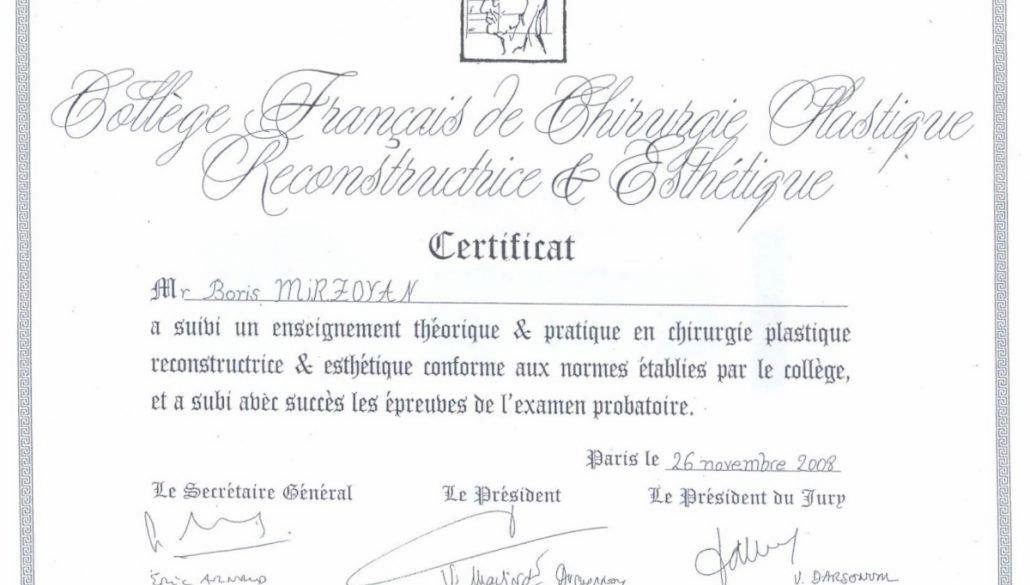 Collège Français de Chirurgie Plastique
Reconstructrice & Esthétique
Certificat
Mr Boris MiRZOYAN
a suivi un enseignement théorique & pratique en chirurgie plastique
reconstructrice & esthétique conforme aux normes établies par le collège,
et a subi avec succès les épreuves de l'examen probatoire.
Paris le 26 novembre 2008
Le Secrétaire Général Le Président Le Président du Jury
ÉRIC ARNAUD V. DARSONVAL